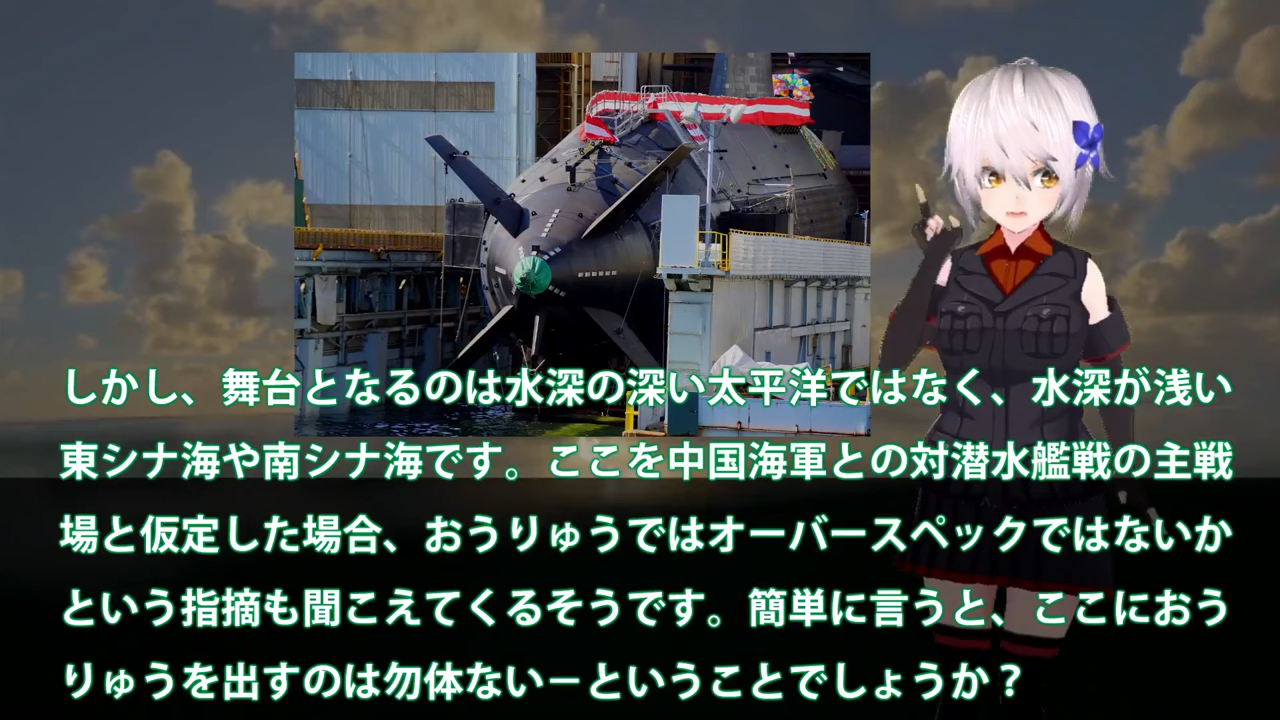 しかし、舞台となるのは水深の深い太平洋ではなく、水深が浅い
東シナ海や南シナ海です。ここを中国海軍との対潜水艦戦の主戦
場と仮定した場合、おうりゅうではオーバースペックではないか
という指摘も聞こえてくるそうです。簡単に言うと、ここにおう
りゅうを出すのは勿体ない－ということでしょうか？